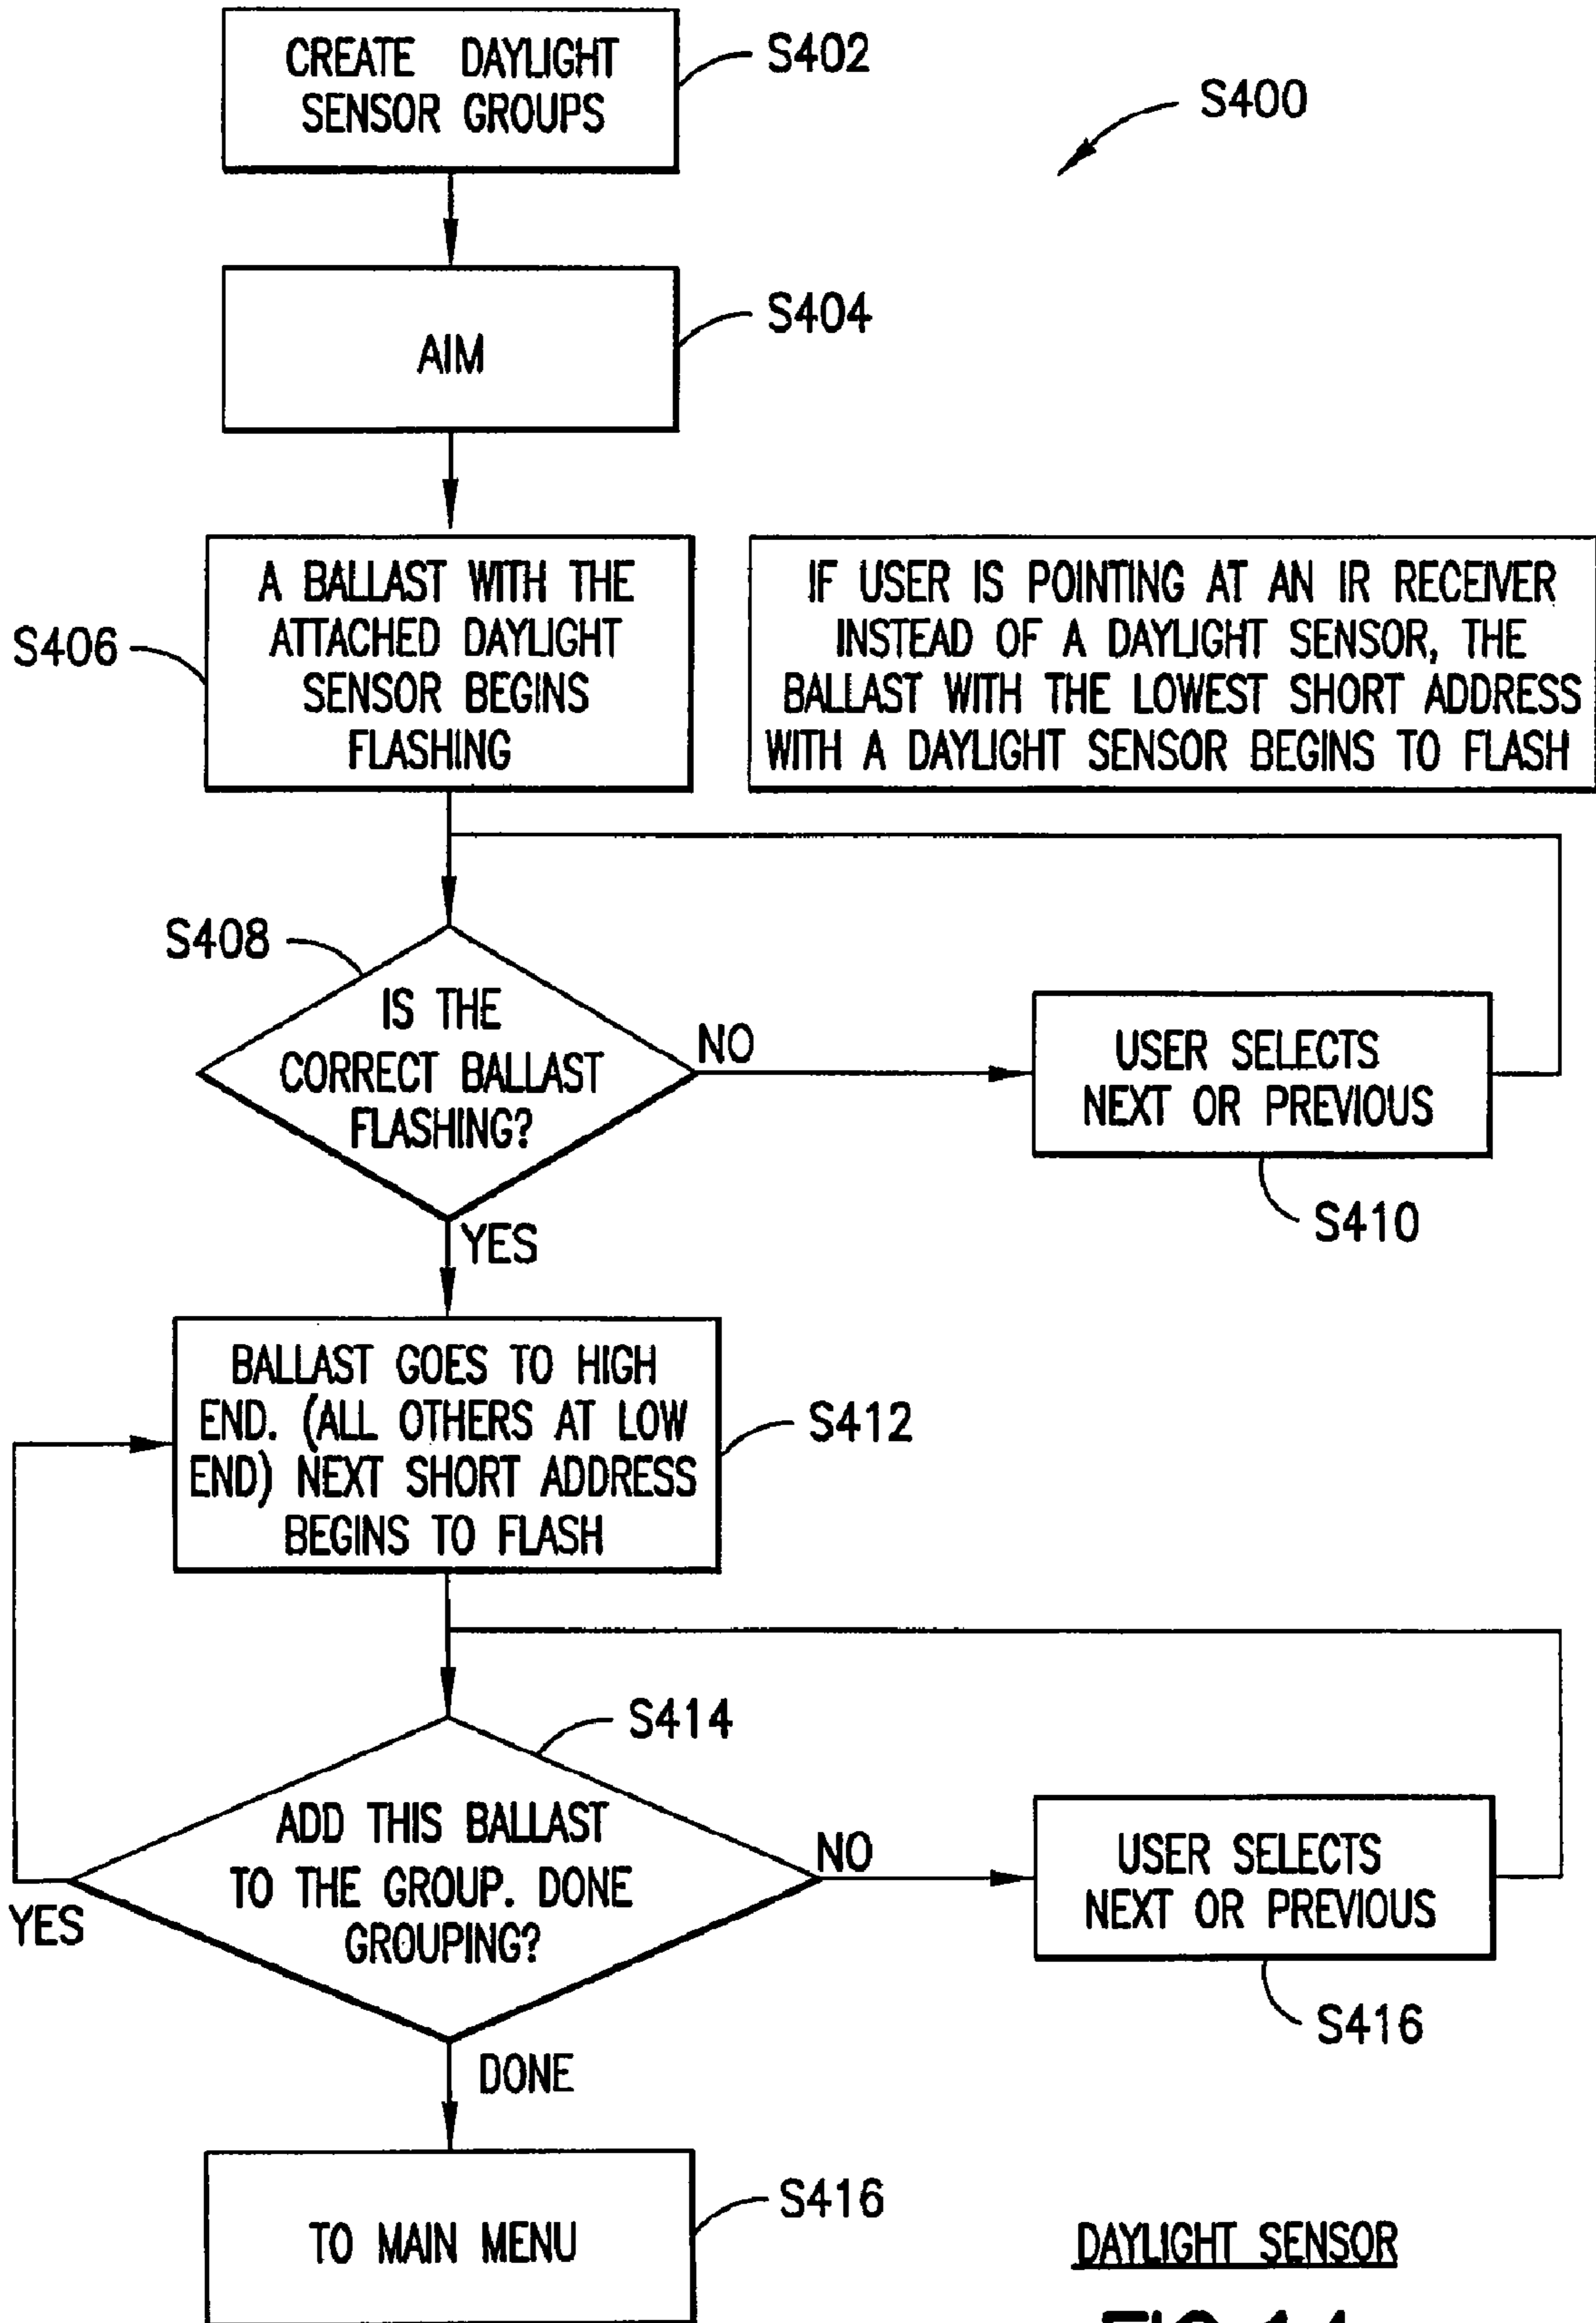 CREATE DAYLIGHT
SENSOR GROUPS
S402
S400
AIM
S404
A BALLAST WITH THE
ATTACHED DAYLIGHT
SENSOR BEGINS
FLASHING
S406
IF USER IS POINTING AT AN IR RECEIVER
INSTEAD OF A DAYLIGHT SENSOR, THE
BALLAST WITH THE LOWEST SHORT ADDRESS
WITH A DAYLIGHT SENSOR BEGINS TO FLASH
S408
IS THE
CORRECT BALLAST
FLASHING?
NO
USER SELECTS
NEXT OR PREVIOUS
S410
YES
BALLAST GOES TO HIGH
END. (ALL OTHERS AT LOW
END) NEXT SHORT ADDRESS
BEGINS TO FLASH
S412
S414
ADD THIS BALLAST
TO THE GROUP. DONE
GROUPING?
YES
NO
USER SELECTS
NEXT OR PREVIOUS
S416
DONE
TO MAIN MENU
S416
DAYLIGHT SENSOR